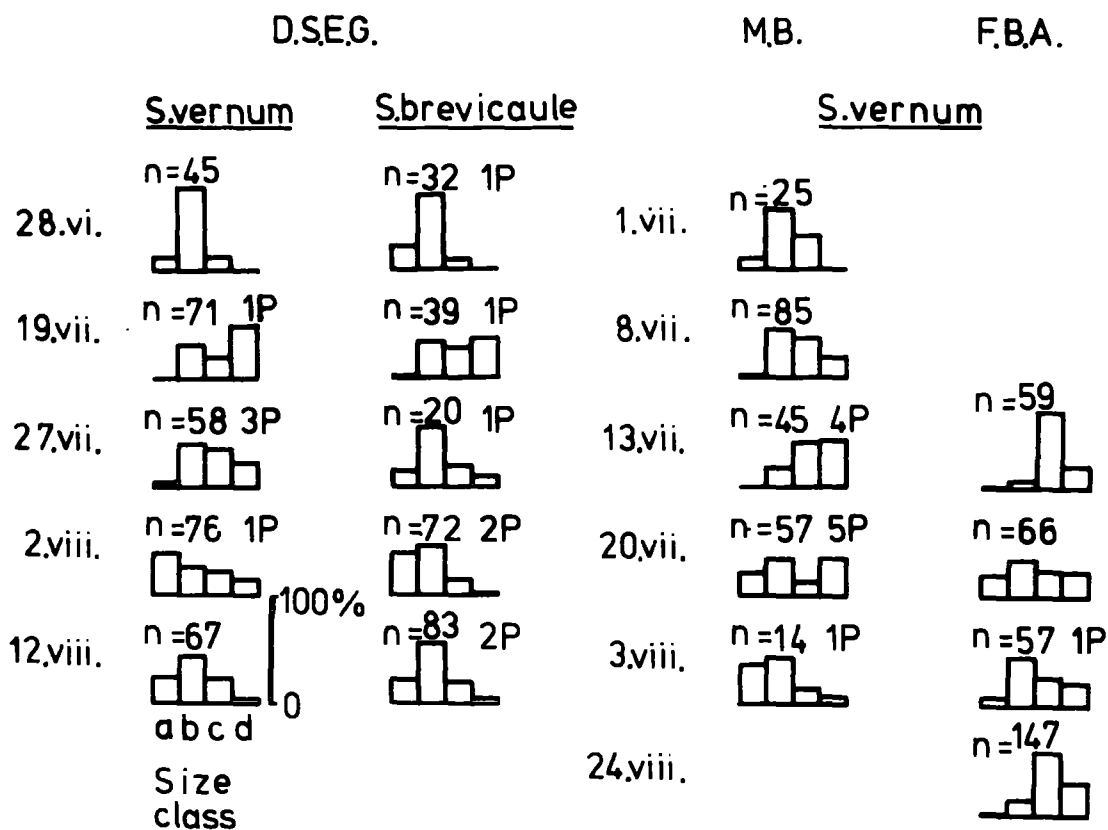 D.S.E.G. M.B. F.B.A.
S.vernum S.brevicaule S.vernum
n=45 n=32 1P n=25
28.vi. 1.vii.
n=71 1P n=39 1P n=85
19.vii. 8.vii.
n=58 3P n=20 1P n=45 4P n=59
27.vii. 13.vii.
n=76 1P n=72 2P n=57 5P n=66
2.viii. 20.vii.
100%
n=67 n=83 2P n=14 1P n=57 1P
12.viii. 3.viii.
0
a b c d
n=147
24.viii.
Size
class